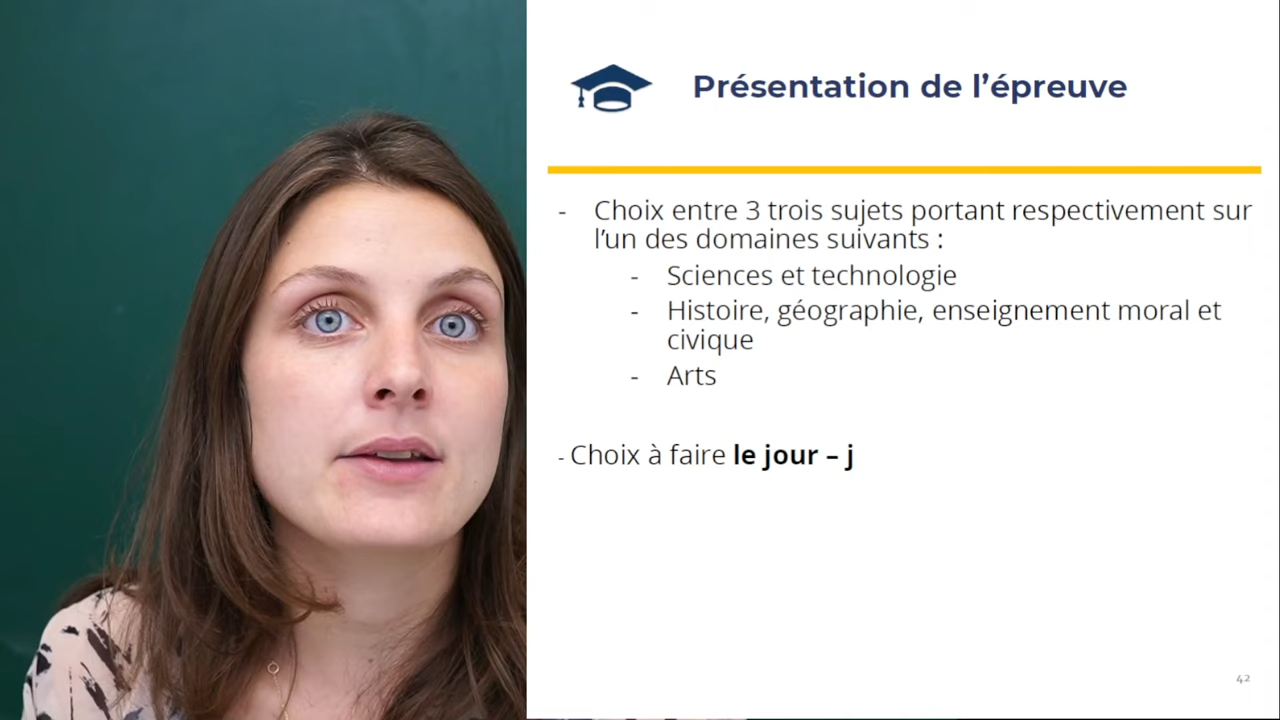 Présentation de l’épreuve
- Choix entre 3 trois sujets portant respectivement sur
l’un des domaines suivants :
- Sciences et technologie
- Histoire, géographie, enseignement moral et
civique
- Arts
- Choix à faire le jour – j
42